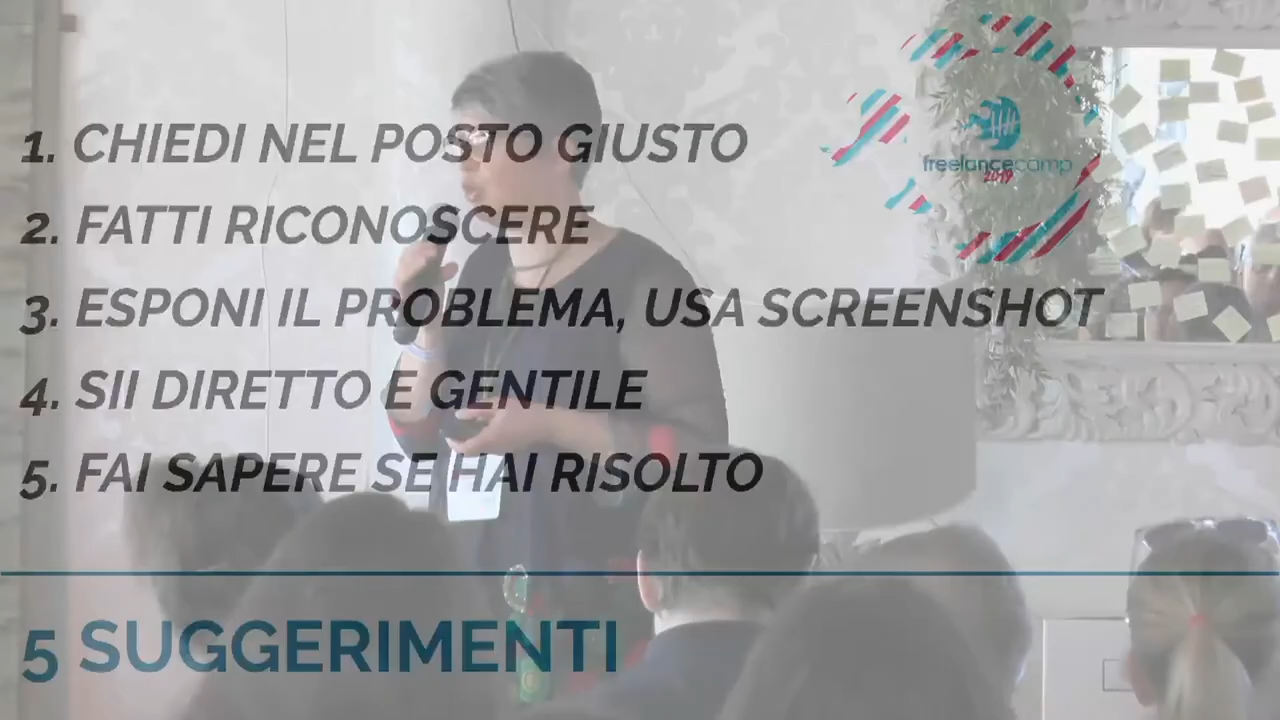 1. CHIEDI NEL POSTO GIUSTO
2. FATTI RICONOSCERE
3. ESPONI IL PROBLEMA, USA SCREENSHOT
4. SII DIRETTO E GENTILE
5. FAI SAPERE SE HAI RISOLTO
5 SUGGERIMENTI
freelancecamp
2019